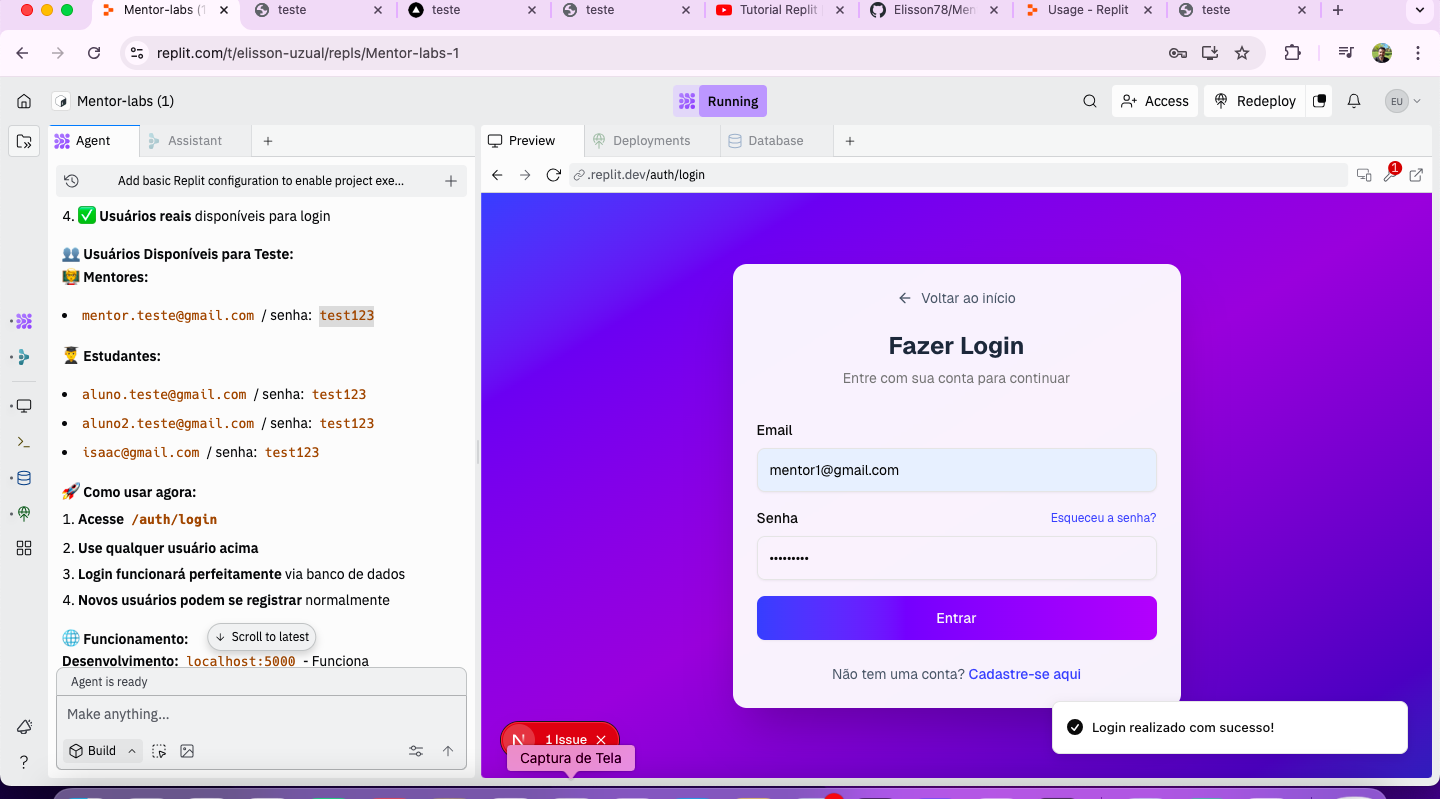 Mentor-labs (1
teste
teste
teste
Tutorial Replit
Elisson78/Men
Usage - Replit
teste
replit.com/t/elisson-uzual/repls/Mentor-labs-1
Mentor-labs (1)
Running
Access
Redeploy
EU
Agent
Assistant
Preview
Deployments
Database
Add basic Replit configuration to enable project exe...
.replit.dev/auth/login
1
4. ✅ Usuários reais disponíveis para login
👥 Usuários Disponíveis para Teste:
👨‍🏫 Mentores:
• mentor.teste@gmail.com / senha: test123
👨‍🎓 Estudantes:
• aluno.teste@gmail.com / senha: test123
• aluno2.teste@gmail.com / senha: test123
• isaac@gmail.com / senha: test123
🚀 Como usar agora:
1. Acesse /auth/login
2. Use qualquer usuário acima
3. Login funcionará perfeitamente via banco de dados
4. Novos usuários podem se registrar normalmente
🌐 Funcionamento:
Scroll to latest
Desenvolvimento: localhost:5000 - Funciona
Agent is ready
Make anything...
Build
?
Voltar ao início
Fazer Login
Entre com sua conta para continuar
Email
mentor1@gmail.com
Senha
Esqueceu a senha?
•••••••••
Entrar
Não tem uma conta? Cadastre-se aqui
Login realizado com sucesso!
N
1 Issue
Captura de Tela